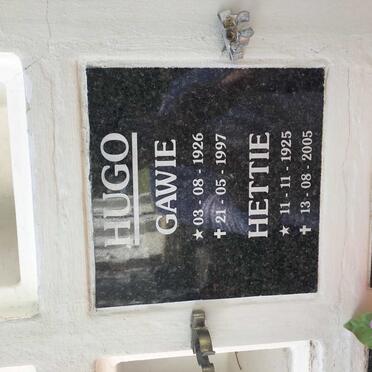 HUGO
GAWIE
★ 03 - 08 - 1926
✝ 21 - 05 - 1997
HETTIE
★ 11 - 11 - 1925
✝ 13 - 08 - 2005